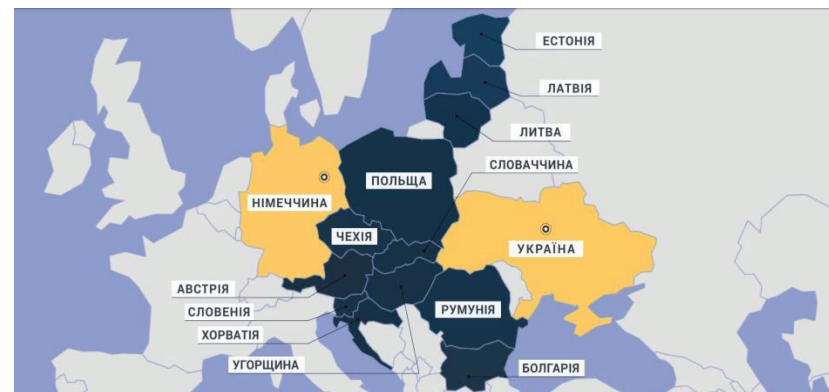 ЕСТОНІЯ
ЛАТВІЯ
ЛИТВА
СЛОВАЧЧИНА
ПОЛЬЩА
НІМЕЧЧИНА
ЧЕХІЯ
УКРАЇНА
АВСТРІЯ
СЛОВЕНІЯ
РУМУНІЯ
ХОРВАТІЯ
УГОРЩИНА
БОЛГАРІЯ